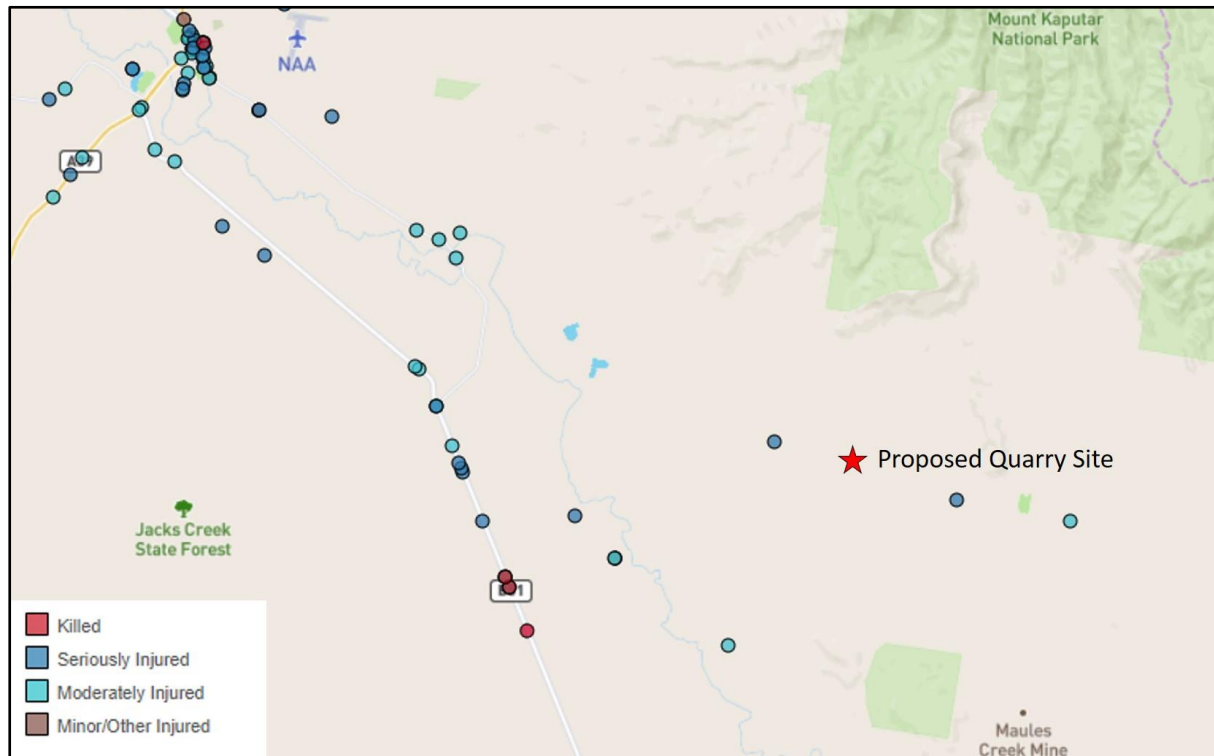 Mount Kaputar
National Park
NAA
Proposed Quarry Site
Jacks Creek
State Forest
Killed
Seriously Injured
Moderately Injured
Minor/Other Injured
Maules
Creek Mine